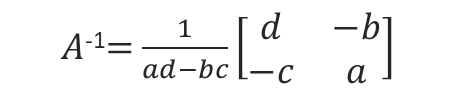 A⁻¹= 1/(ad−bc) [d −b
−c a]